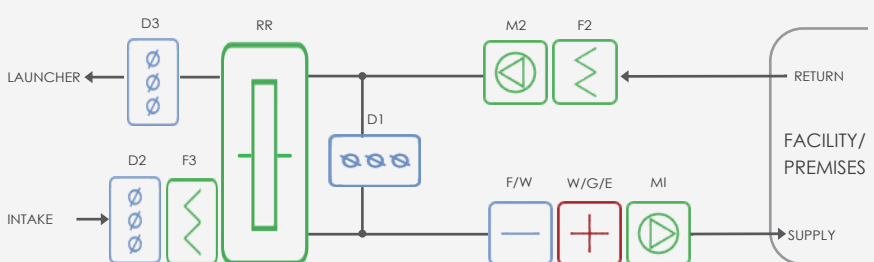 D3
RR
M2
F2
LAUNCHER
RETURN
D1
FACILITY/
PREMISES
D2
F3
F/W
W/G/E
MI
INTAKE
SUPPLY